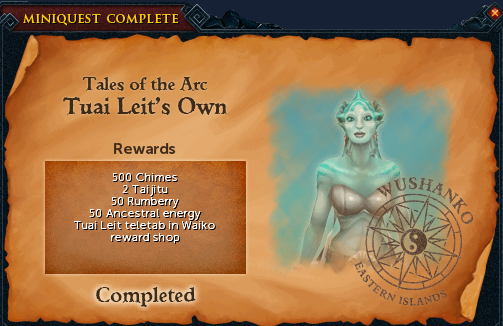 MINIQUEST COMPLETE
Tales of the Arc
Tuai Leit's Own
Rewards
500 Chimes
2 Taijitu
50 Rumberry
50 Ancestral energy
Tuai Leit teletab in Waiko
reward shop
WUSHANKO
EASTERN ISLANDS
Completed